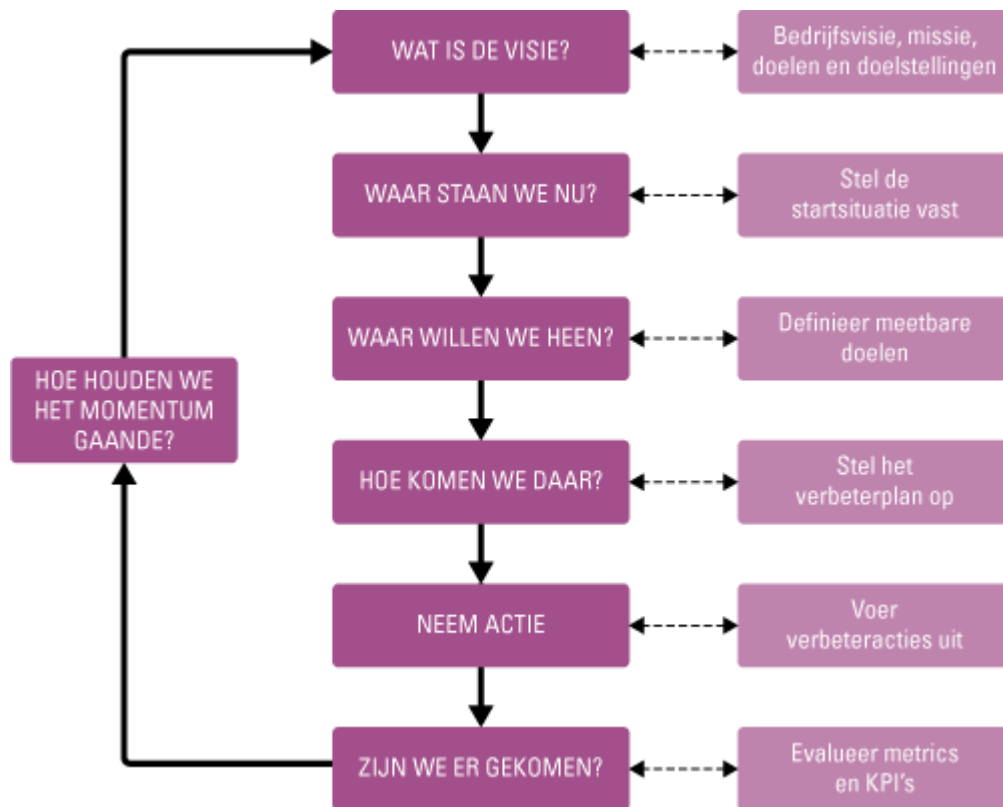 WAT IS DE VISIE?
Bedrijfsvisie, missie,
doelen en doelstellingen
WAAR STAAN WE NU?
Stel de
startsituatie vast
WAAR WILLEN WE HEEN?
Definieer meetbare
doelen
HOE HOUDEN WE
HET MOMENTUM
GAANDE?
HOE KOMEN WE DAAR?
Stel het
verbeterplan op
NEEM ACTIE
Voer
verbeteracties uit
ZIJN WE ER GEKOMEN?
Evalueer metrics
en KPI's